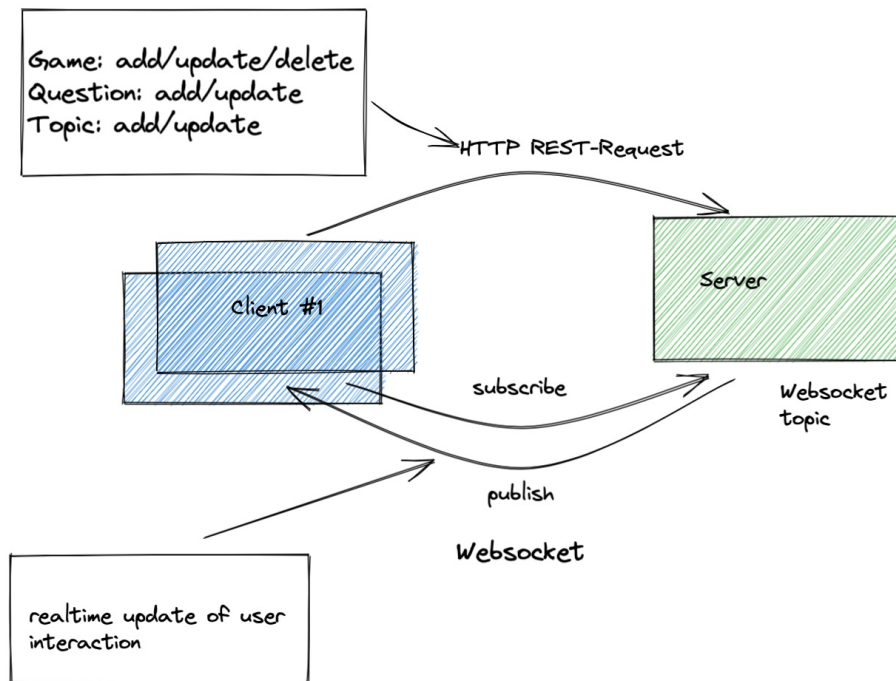 Game: add/update/delete
Question: add/update
Topic: add/update
HTTP REST-Request
Client #1
Server
subscribe
Websocket
topic
publish
Websocket
realtime update of user
interaction